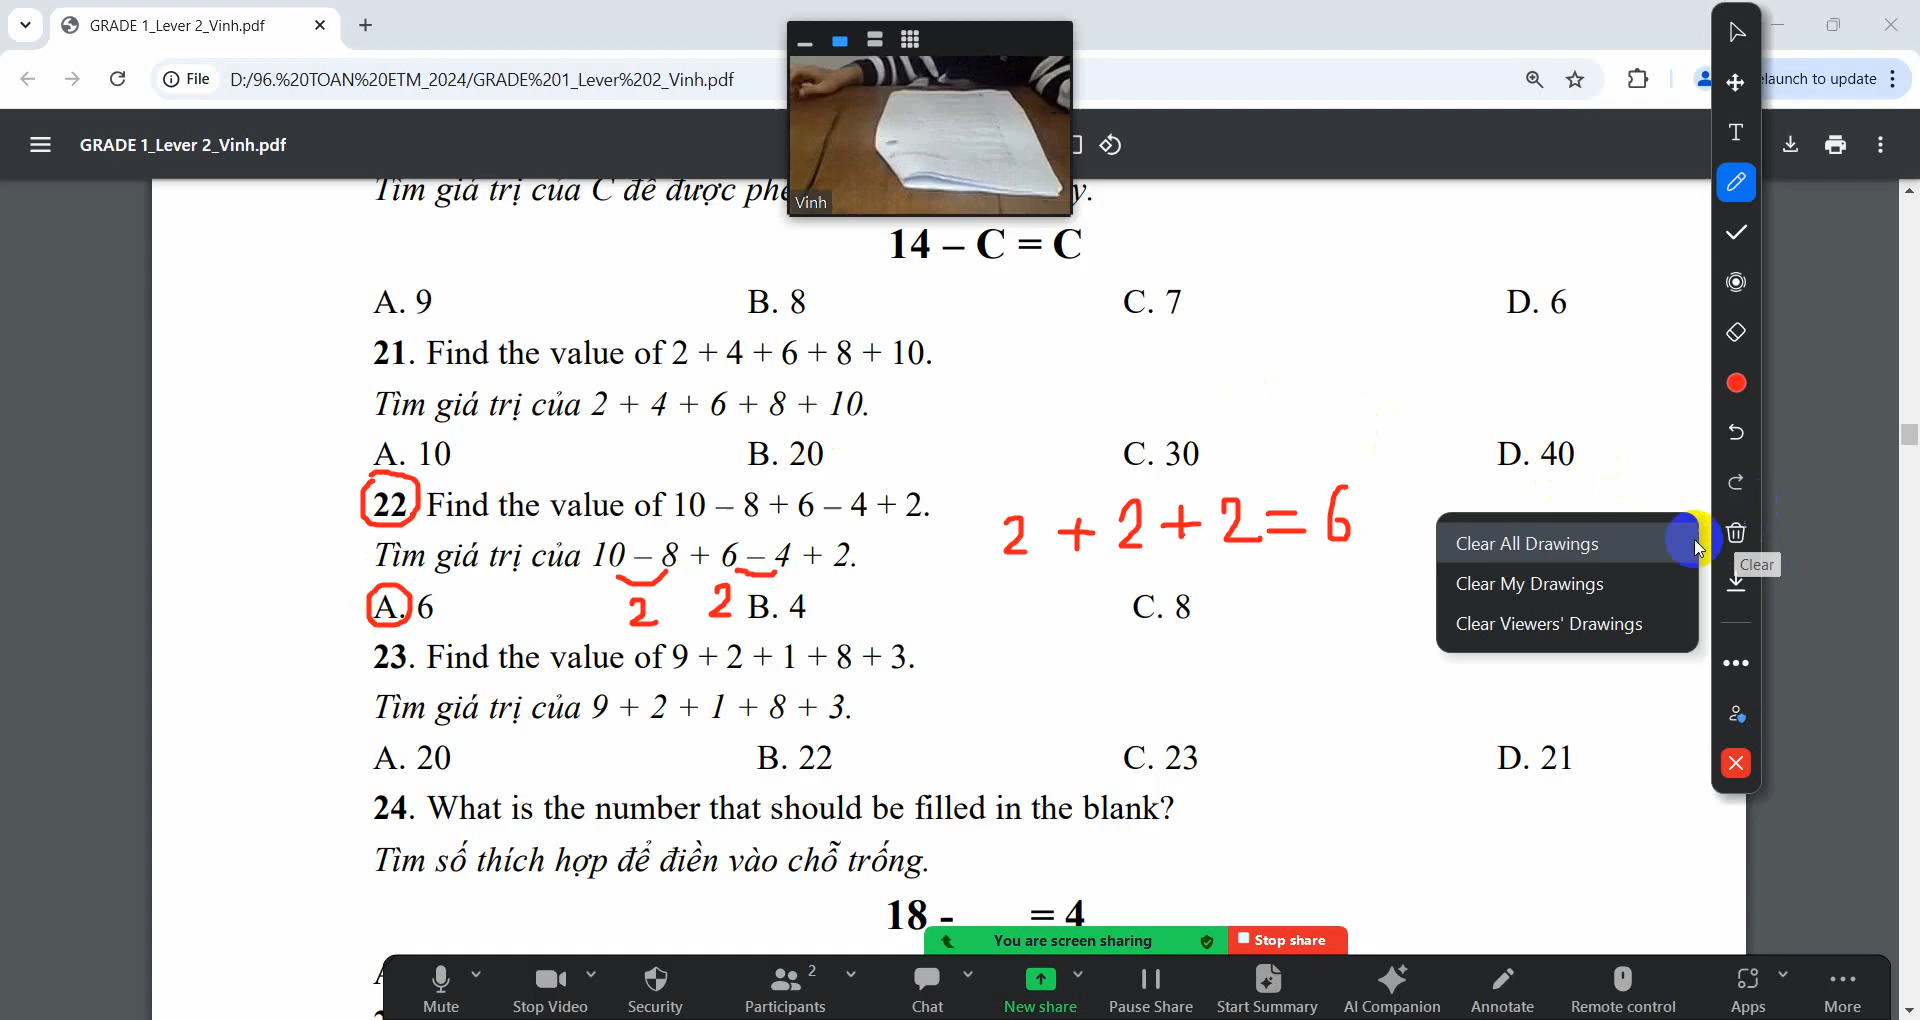 GRADE 1_Lever 2_Vinh.pdf
File
D:/96.%20TOAN%20ETM_2024/GRADE%201_Lever%202_Vinh.pdf
elaunch to update
GRADE 1_Lever 2_Vinh.pdf
Vinh
Tìm giá trị của C để được phé
y.
14 – C = C
A. 9 B. 8 C. 7 D. 6
21. Find the value of 2 + 4 + 6 + 8 + 10.
Tìm giá trị của 2 + 4 + 6 + 8 + 10.
A. 10 B. 20 C. 30 D. 40
22 Find the value of 10 – 8 + 6 – 4 + 2.
2 + 2 + 2 = 6
Tìm giá trị của 10 – 8 + 6 – 4 + 2.
2 2
A. 6 B. 4 C. 8
Clear All Drawings
Clear My Drawings
Clear Viewers' Drawings
Clear
23. Find the value of 9 + 2 + 1 + 8 + 3.
Tìm giá trị của 9 + 2 + 1 + 8 + 3.
A. 20 B. 22 C. 23 D. 21
24. What is the number that should be filled in the blank?
Tìm số thích hợp để điền vào chỗ trống.
18 - = 4
You are screen sharing
Stop share
Mute
Stop Video
Security
Participants 2
Chat
New share
Pause Share
Start Summary
AI Companion
Annotate
Remote control
Apps
More